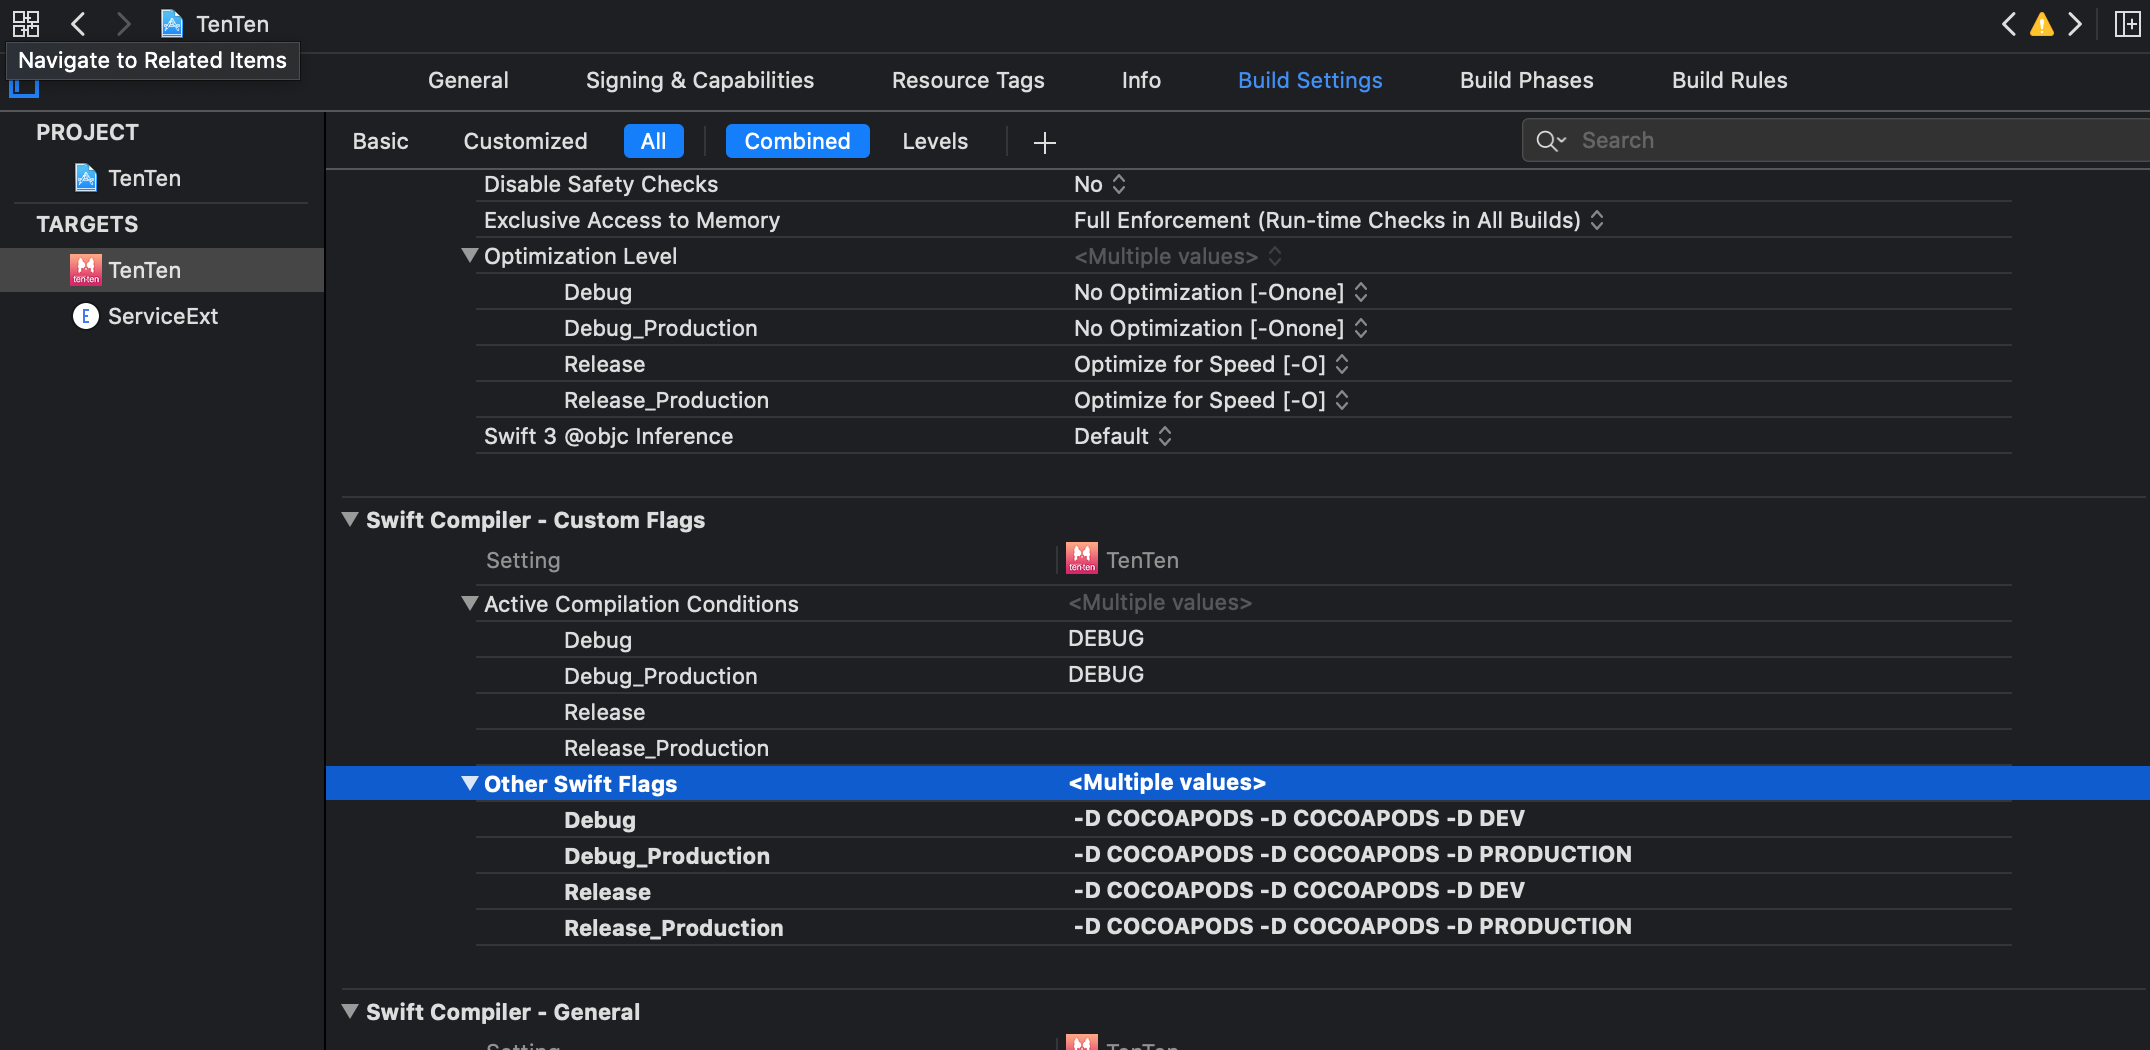 TenTen
Navigate to Related Items
General Signing & Capabilities Resource Tags Info Build Settings Build Phases Build Rules
PROJECT
TenTen
TARGETS
TenTen
ServiceExt
Basic Customized All Combined Levels Search
Disable Safety Checks No
Exclusive Access to Memory Full Enforcement (Run-time Checks in All Builds)
Optimization Level <Multiple values>
Debug No Optimization [-Onone]
Debug_Production No Optimization [-Onone]
Release Optimize for Speed [-O]
Release_Production Optimize for Speed [-O]
Swift 3 @objc Inference Default
Swift Compiler - Custom Flags
Setting TenTen
Active Compilation Conditions <Multiple values>
Debug DEBUG
Debug_Production DEBUG
Release
Release_Production
Other Swift Flags <Multiple values>
Debug -D COCOAPODS -D COCOAPODS -D DEV
Debug_Production -D COCOAPODS -D COCOAPODS -D PRODUCTION
Release -D COCOAPODS -D COCOAPODS -D DEV
Release_Production -D COCOAPODS -D COCOAPODS -D PRODUCTION
Swift Compiler - General
Setting TenTen